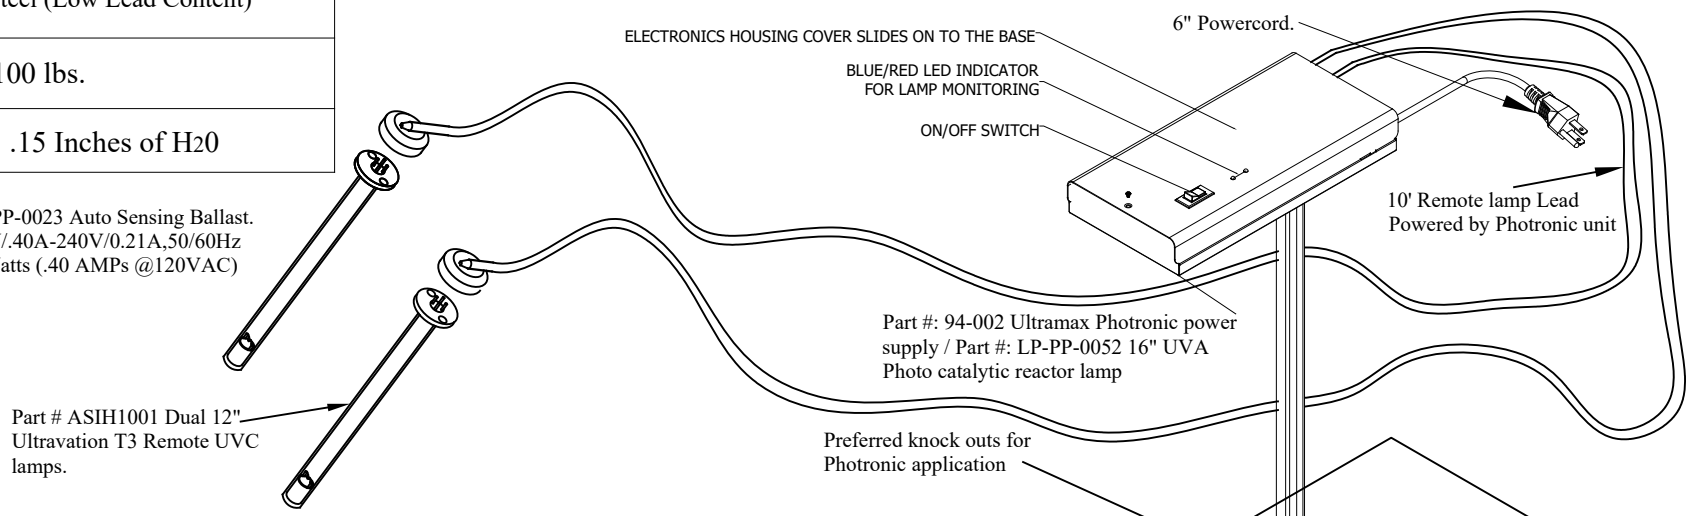 (Low Lead Content)
100 lbs.
.15 Inches of H20
PP-0023 Auto Sensing Ballast.
/.40A-240V/0.21A,50/60Hz
(.40 AMPs @120VAC)
Part # ASIH1001 Dual 12"
Ultravation T3 Remote UVC
lamps.
ELECTRONICS HOUSING COVER SLIDES ON TO THE BASE
BLUE/RED LED INDICATOR
FOR LAMP MONITORING
ON/OFF SWITCH
6" Powercord.
10' Remote lamp Lead
Powered by Photronic unit
Part #: 94-002 Ultramax Photronic power
supply / Part #: LP-PP-0052 16" UVA
Photo catalytic reactor lamp
Preferred knock outs for
Photronic application